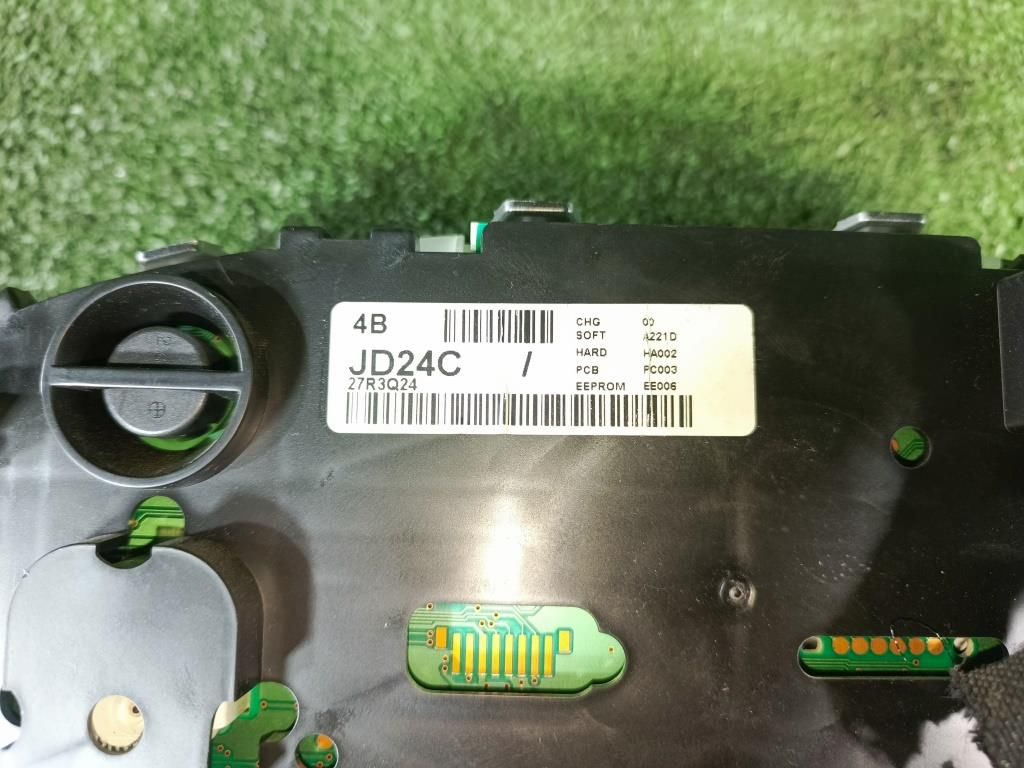 4B
JD24C /
27R3Q24
CHG 00
SOFT A221D
HARD HA002
PCB PC003
EEPROM EE006